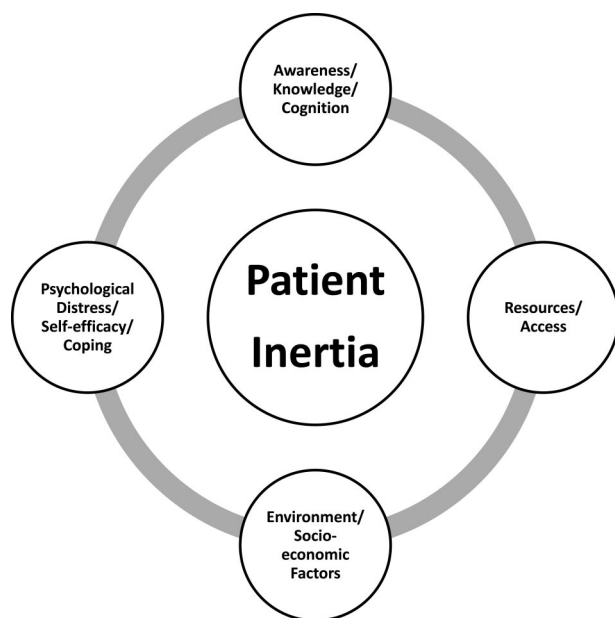 Awareness/
Knowledge/
Cognition
Psychological
Distress/
Self-efficacy/
Coping
Patient
Inertia
Resources/
Access
Environment/
Socio-
economic
Factors